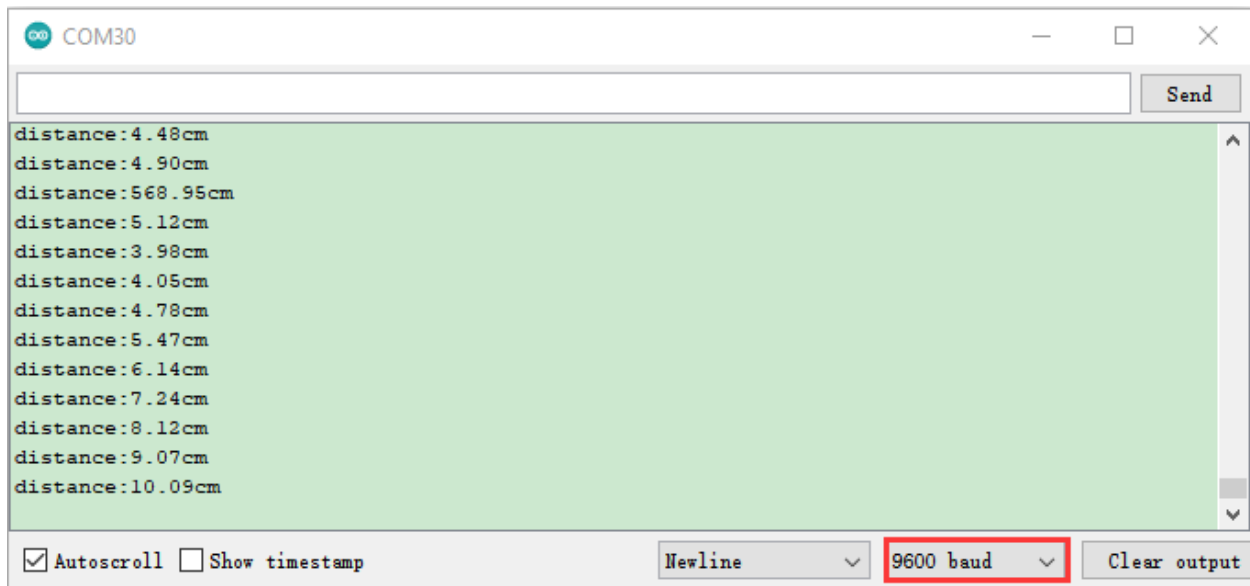 COM30
Send
distance:4.48cm
distance:4.90cm
distance:568.95cm
distance:5.12cm
distance:3.98cm
distance:4.05cm
distance:4.78cm
distance:5.47cm
distance:6.14cm
distance:7.24cm
distance:8.12cm
distance:9.07cm
distance:10.09cm
Autoscroll Show timestamp Newline 9600 baud Clear output